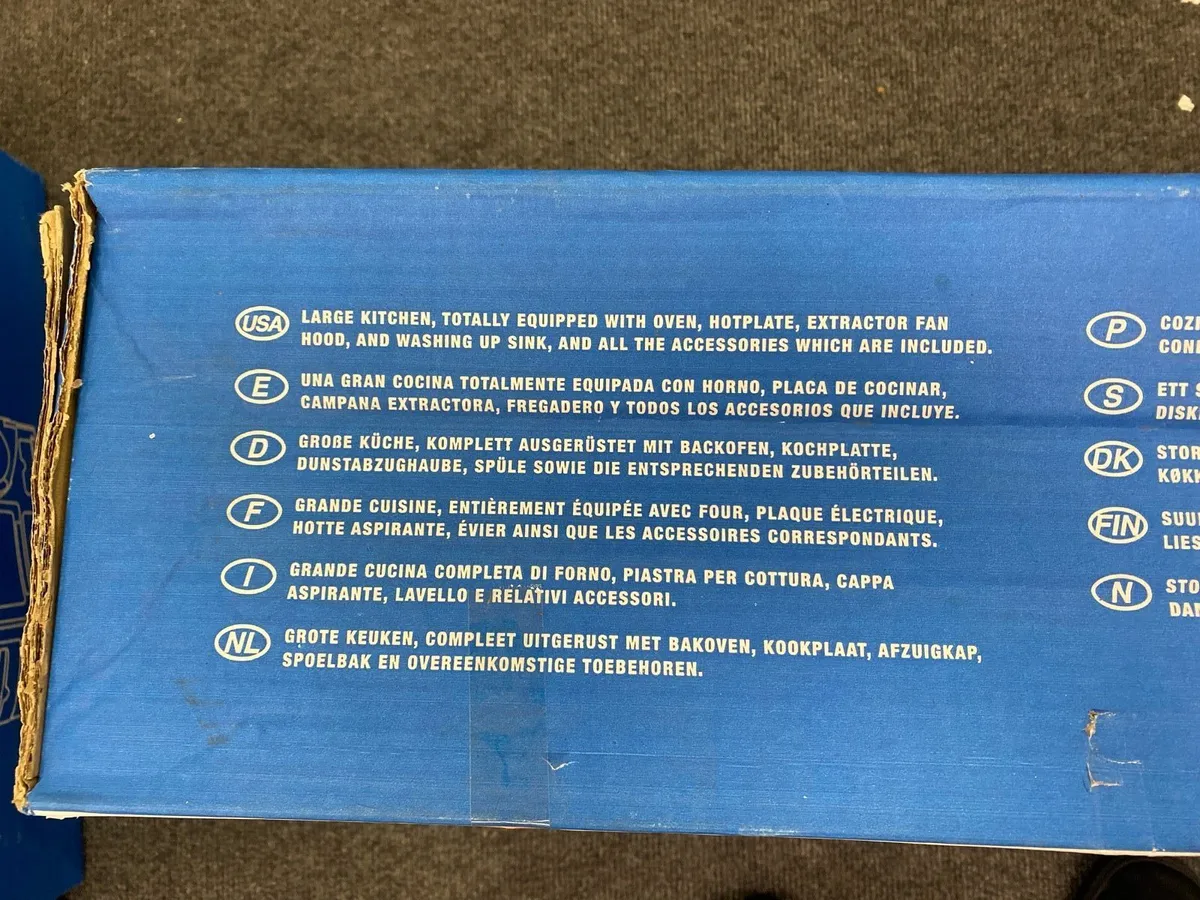 USA LARGE KITCHEN, TOTALLY EQUIPPED WITH OVEN, HOTPLATE, EXTRACTOR FAN
HOOD, AND WASHING UP SINK, AND ALL THE ACCESSORIES WHICH ARE INCLUDED.
E UNA GRAN COCINA TOTALMENTE EQUIPADA CON HORNO, PLACA DE COCINAR,
CAMPANA EXTRACTORA, FREGADERO Y TODOS LOS ACCESORIOS QUE INCLUYE.
D GROßE KÜCHE, KOMPLETT AUSGERÜSTET MIT BACKOFEN, KOCHPLATTE,
DUNSTABZUGHAUBE, SPÜLE SOWIE DIE ENTSPRECHENDEN ZUBEHÖRTEILEN.
F GRANDE CUISINE, ENTIÈREMENT ÉQUIPÉE AVEC FOUR, PLAQUE ÉLECTRIQUE,
HOTTE ASPIRANTE, ÉVIER AINSI QUE LES ACCESSOIRES CORRESPONDANTS.
I GRANDE CUCINA COMPLETA DI FORNO, PIASTRA PER COTTURA, CAPPA
ASPIRANTE, LAVELLO E RELATIVI ACCESSORI.
NL GROTE KEUKEN, COMPLEET UITGERUST MET BAKOVEN, KOOKPLAAT, AFZUIGKAP,
SPOELBAK EN OVEREENKOMSTIGE TOEBEHOREN.
P
S ETT
DK
FIN
N